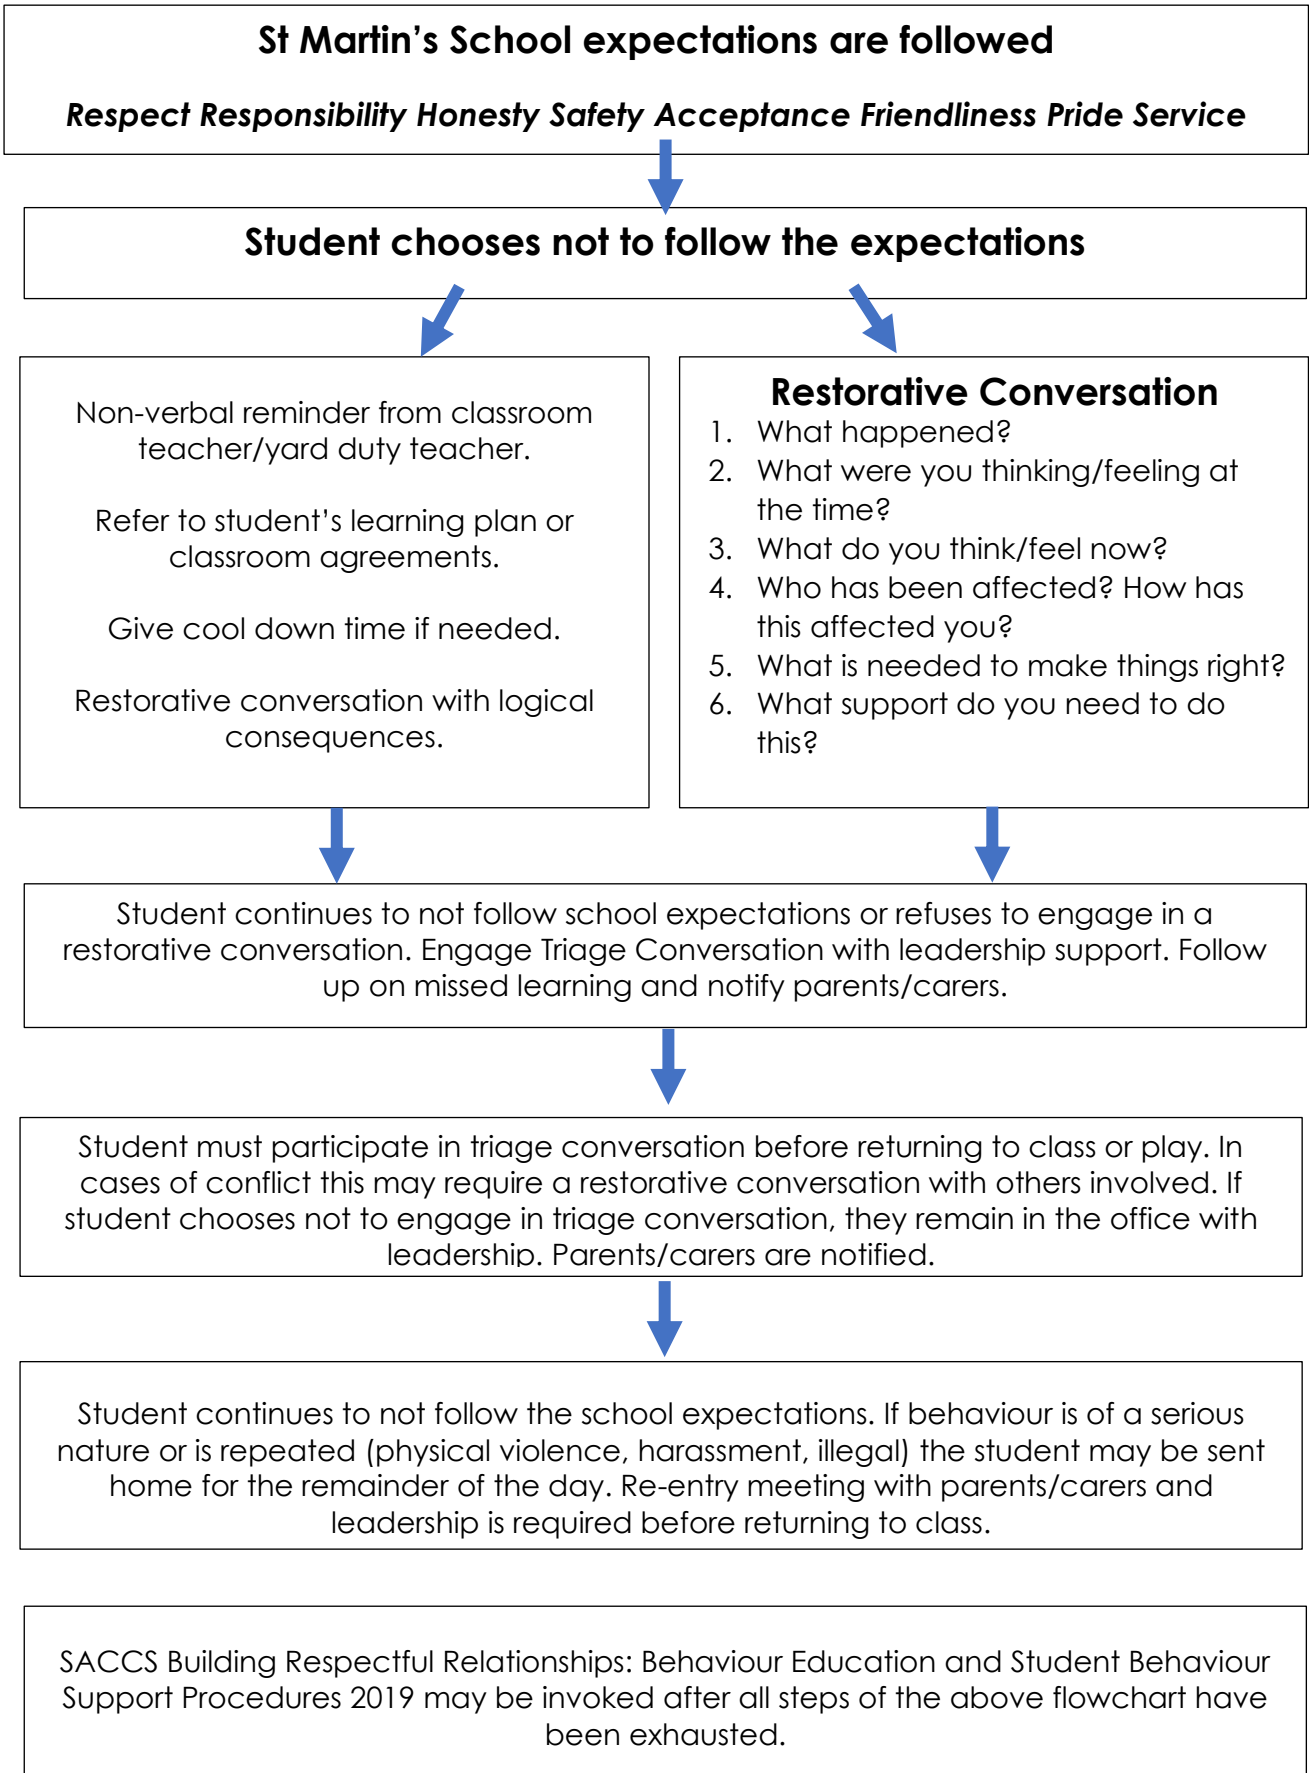 St Martin’s School expectations are followed
Respect Responsibility Honesty Safety Acceptance Friendliness Pride Service
Student chooses not to follow the expectations
Non-verbal reminder from classroom
teacher/yard duty teacher.
Refer to student’s learning plan or
classroom agreements.
Give cool down time if needed.
Restorative conversation with logical
consequences.
Restorative Conversation
1. What happened?
2. What were you thinking/feeling at
the time?
3. What do you think/feel now?
4. Who has been affected? How has
this affected you?
5. What is needed to make things right?
6. What support do you need to do
this?
Student continues to not follow school expectations or refuses to engage in a
restorative conversation. Engage Triage Conversation with leadership support. Follow
up on missed learning and notify parents/carers.
Student must participate in triage conversation before returning to class or play. In
cases of conflict this may require a restorative conversation with others involved. If
student chooses not to engage in triage conversation, they remain in the office with
leadership. Parents/carers are notified.
Student continues to not follow the school expectations. If behaviour is of a serious
nature or is repeated (physical violence, harassment, illegal) the student may be sent
home for the remainder of the day. Re-entry meeting with parents/carers and
leadership is required before returning to class.
SACCS Building Respectful Relationships: Behaviour Education and Student Behaviour
Support Procedures 2019 may be invoked after all steps of the above flowchart have
been exhausted.